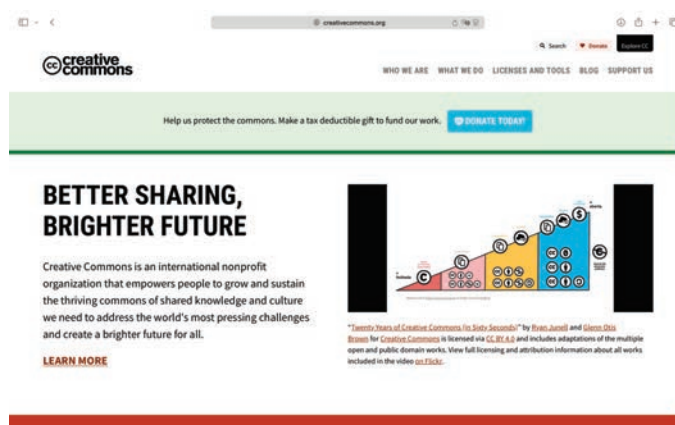 creativecommons.org
Search
Donate
Explore CC
creative
commons
WHO WE ARE WHAT WE DO LICENSES AND TOOLS BLOG SUPPORT US
Help us protect the commons. Make a tax deductible gift to fund our work. DONATE TODAY!
BETTER SHARING,
BRIGHTER FUTURE
Creative Commons is an international nonprofit
organization that empowers people to grow and sustain
the thriving commons of shared knowledge and culture
we need to address the world's most pressing challenges
and create a brighter future for all.
LEARN MORE
"Twenty Years of Creative Commons (in Sixty Seconds)" by Ryan Junell and Glenn Otis
Brown for Creative Commons is licensed via CC BY 4.0 and includes adaptations of the multiple
open and public domain works. View full licensing and attribution information about all works
included in the video on Flickr.